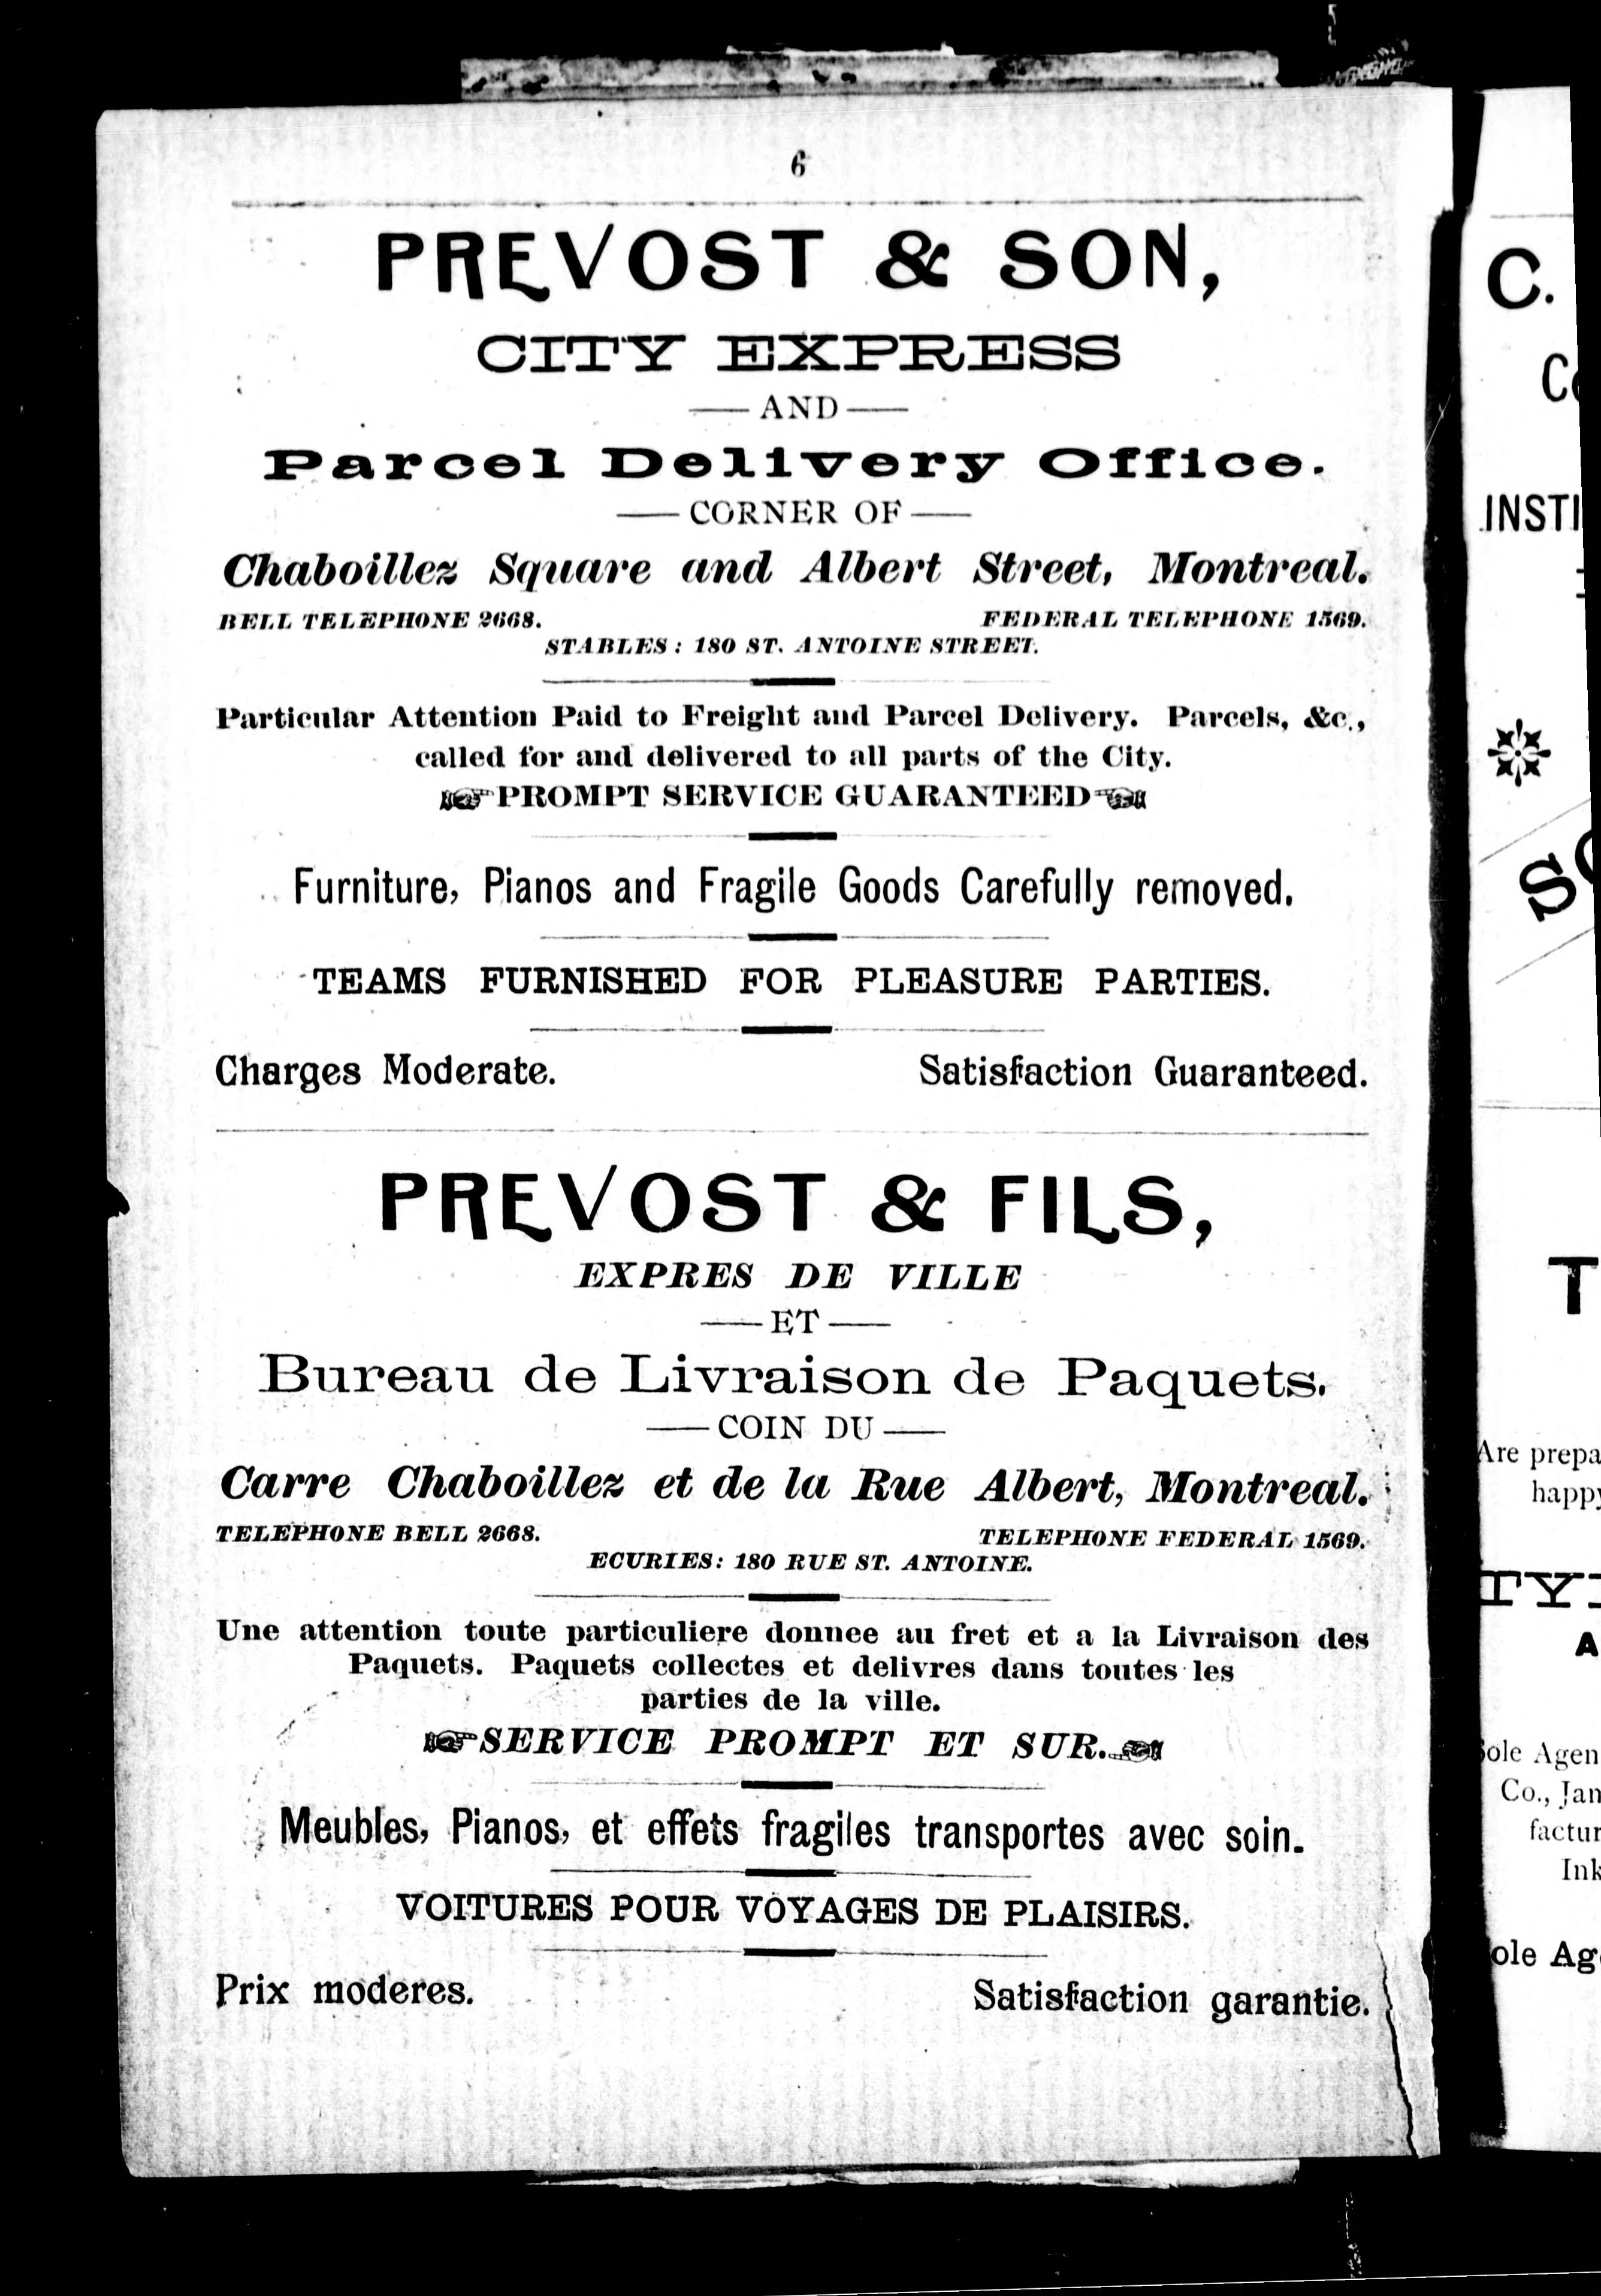 6
PREVOST & SON,
CITY EXPRESS
AND
Parcel Delivery Office.
CORNER OF
Chaboillez Square and Albert Street, Montreal.
BELL TELEPHONE 2668. FEDERAL TELEPHONE 1569.
STABLES: 180 ST. ANTOINE STREET.
Particular Attention Paid to Freight and Parcel Delivery. Parcels, &c.,
called for and delivered to all parts of the City.
PROMPT SERVICE GUARANTEED
Furniture, Pianos and Fragile Goods Carefully removed.
TEAMS FURNISHED FOR PLEASURE PARTIES.
Charges Moderate. Satisfaction Guaranteed.
PREVOST & FILS,
EXPRES DE VILLE
ET
Bureau de Livraison de Paquets.
COIN DU
Carre Chaboillez et de la Rue Albert, Montreal.
TELEPHONE BELL 2668. TELEPHONE FEDERAL 1569.
ECURIES: 180 RUE ST. ANTOINE.
Une attention toute particuliere donnee au fret et a la Livraison des
Paquets. Paquets collectes et delivres dans toutes les
parties de la ville.
SERVICE PROMPT ET SUR.
Meubles, Pianos, et effets fragiles transportes avec soin.
VOITURES POUR VOYAGES DE PLAISIRS.
Prix moderes. Satisfaction garantie.
C.
INSTI
T
Are prepa
happy
A
Agen
Co., Jan
factur
Ink